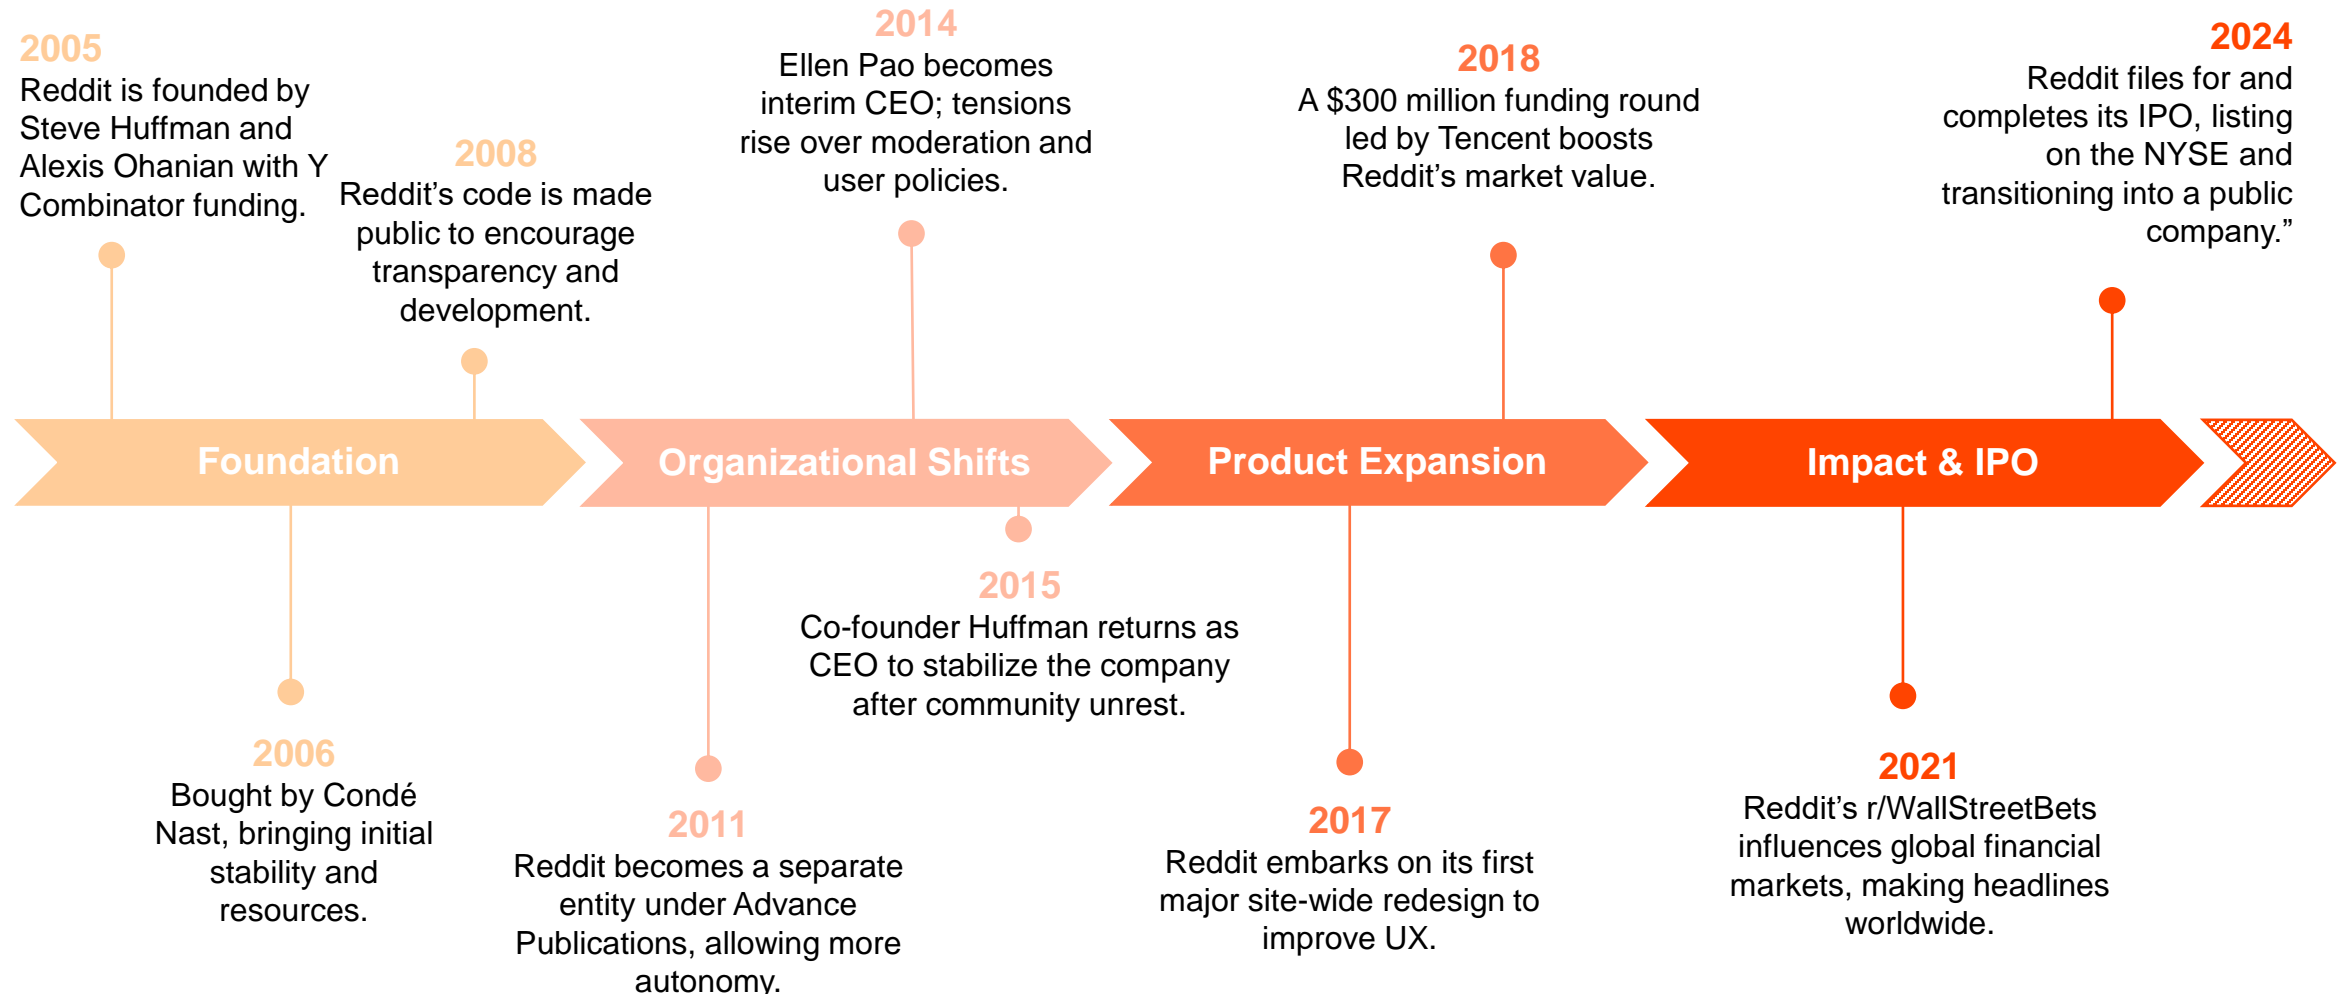 2005
Reddit is founded by
Steve Huffman and
Alexis Ohanian with Y
Combinator funding.
2008
Reddit’s code is made
public to encourage
transparency and
development.
2014
Ellen Pao becomes
interim CEO; tensions
rise over moderation and
user policies.
2018
A $300 million funding round
led by Tencent boosts
Reddit’s market value.
2024
Reddit files for and
completes its IPO, listing
on the NYSE and
transitioning into a public
company.”
Foundation
Organizational Shifts
Product Expansion
Impact & IPO
2006
Bought by Condé
Nast, bringing initial
stability and
resources.
2011
Reddit becomes a separate
entity under Advance
Publications, allowing more
autonomy.
2015
Co-founder Huffman returns as
CEO to stabilize the company
after community unrest.
2017
Reddit embarks on its first
major site-wide redesign to
improve UX.
2021
Reddit’s r/WallStreetBets
influences global financial
markets, making headlines
worldwide.